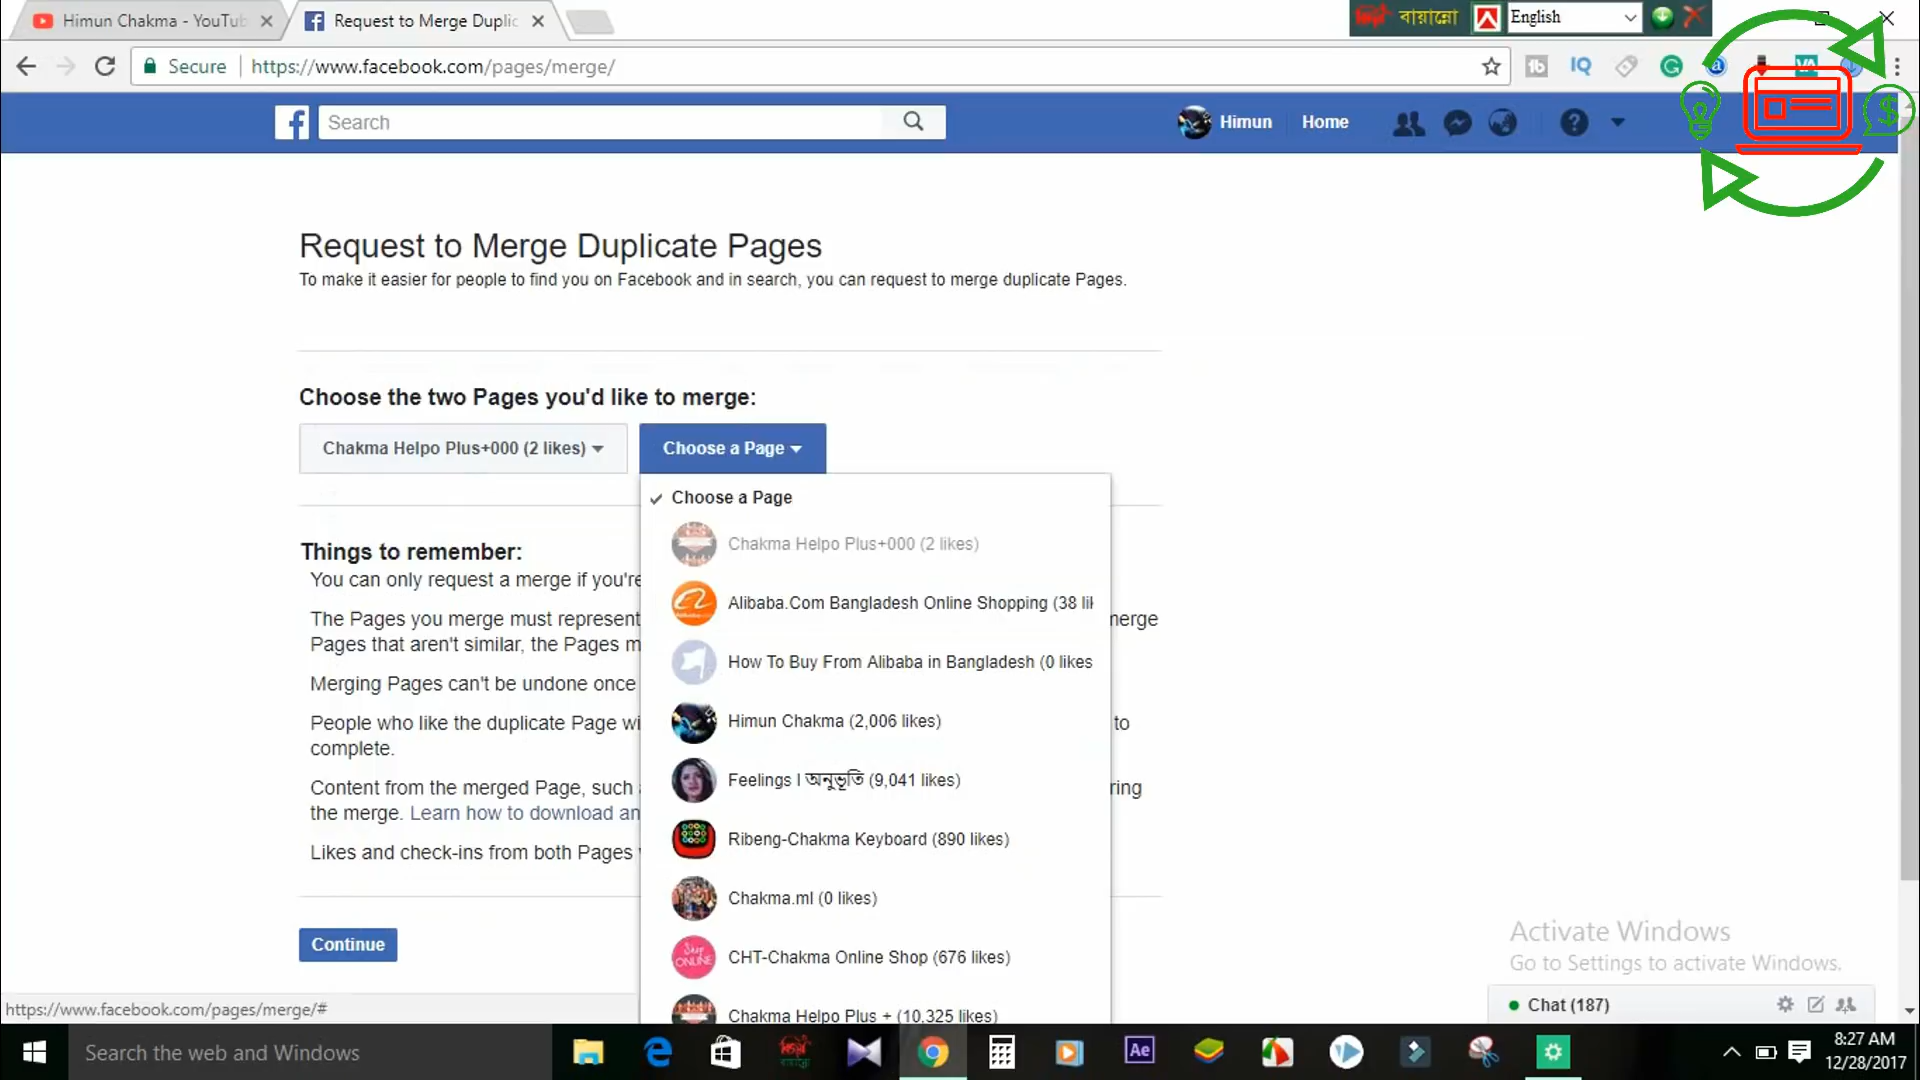 Himun Chakma - YouTub
Request to Merge Duplic
বায়ান্নো
English
Secure
https://www.facebook.com/pages/merge/
Search
Himun
Home
Request to Merge Duplicate Pages
To make it easier for people to find you on Facebook and in search, you can request to merge duplicate Pages.
Choose the two Pages you'd like to merge:
Chakma Helpo Plus+000 (2 likes)
Choose a Page
Choose a Page
Chakma Helpo Plus+000 (2 likes)
Alibaba.Com Bangladesh Online Shopping (38 li
How To Buy From Alibaba in Bangladesh (0 likes
Himun Chakma (2,006 likes)
Feelings I অনুভূতি (9,041 likes)
Ribeng-Chakma Keyboard (890 likes)
Chakma.ml (0 likes)
CHT-Chakma Online Shop (676 likes)
Chakma Helpo Plus + (10,325 likes)
Things to remember:
You can only request a merge if you're
The Pages you merge must represent
merge
Pages that aren't similar, the Pages m
Merging Pages can't be undone once
People who like the duplicate Page wi
to
complete.
Content from the merged Page, such
ring
the merge. Learn how to download an
Likes and check-ins from both Pages
Continue
Activate Windows
Go to Settings to activate Windows.
Chat (187)
https://www.facebook.com/pages/merge/#
Search the web and Windows
Ae
8:27 AM
12/28/2017